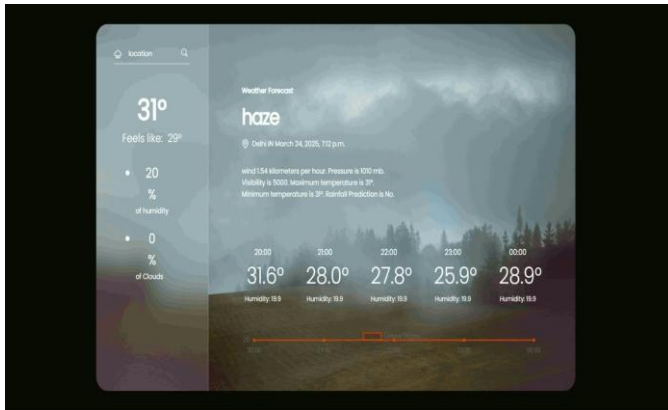 location
31°
Feels like: 29°
20
%
of humidity
0
%
of Clouds
Weather Forecast
haze
Delhi IN March 24, 2025, 7:12 p.m.
wind 1.54 kilometers per hour. Pressure is 1010 mb.
Visibility is 5000. Maximum temperature is 31°.
Minimum temperature is 31°. Rainfall Prediction is No.
20:00 21:00 22:00 23:00 00:00
31.6° 28.0° 27.8° 25.9° 28.9°
Humidity: 19.9 Humidity: 19.9 Humidity: 19.9 Humidity: 19.9 Humidity: 19.9